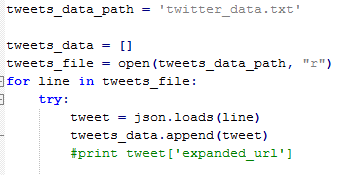 tweets_data_path = 'twitter_data.txt'
tweets_data = []
tweets_file = open(tweets_data_path, "r")
for line in tweets_file:
    try:
        tweet = json.loads(line)
        tweets_data.append(tweet)
        #print tweet['expanded_url']